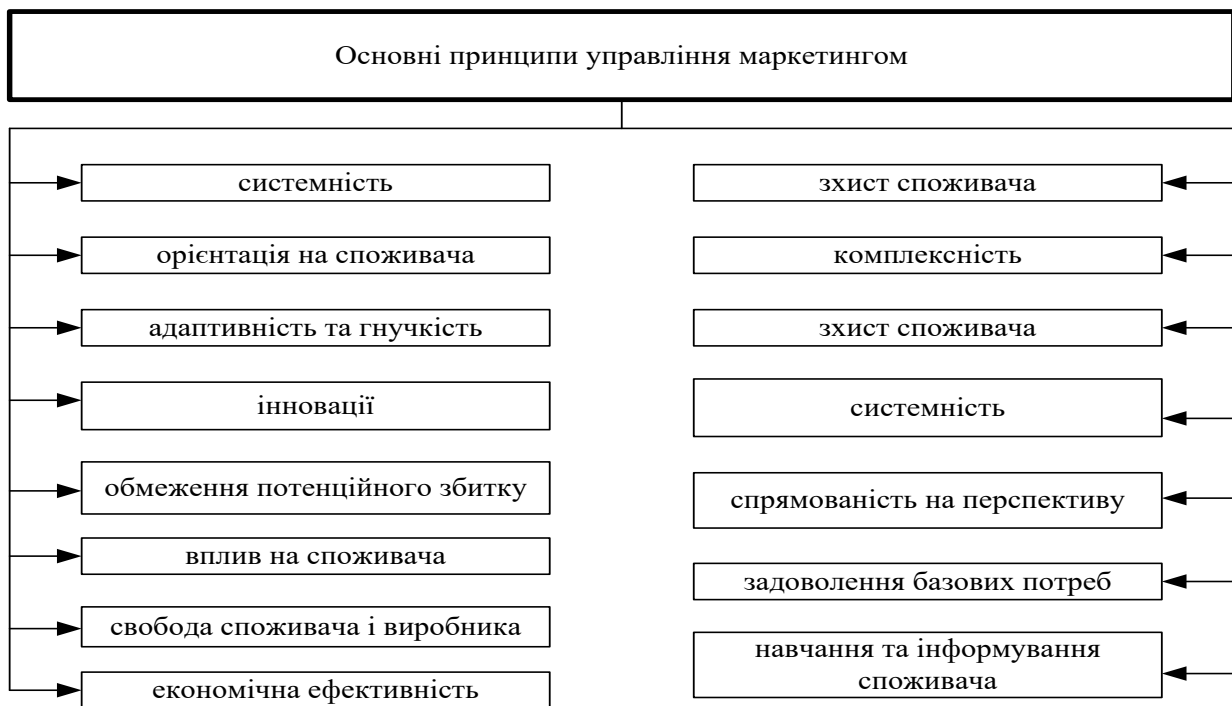 Основні принципи управління маркетингом
системність
орієнтація на споживача
адаптивність та гнучкість
інновації
обмеження потенційного збитку
вплив на споживача
свобода споживача і виробника
економічна ефективність
зхист споживача
комплексність
зхист споживача
системність
спрямованість на перспективу
задоволення базових потреб
навчання та інформування
споживача